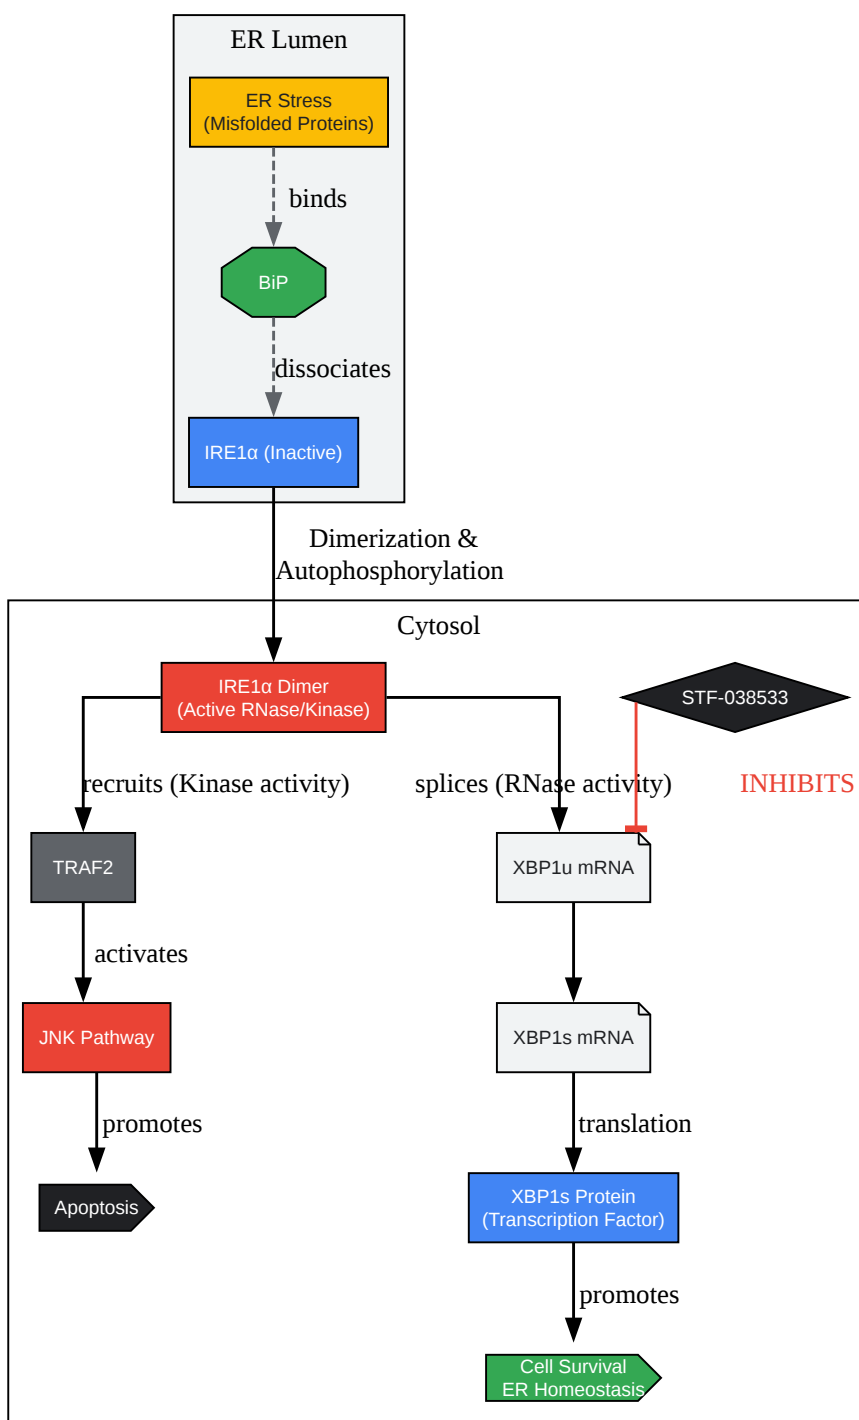 ER Lumen
ER Stress
(Misfolded Proteins)
binds
BiP
dissociates
IRE1α (Inactive)
Dimerization &
Autophosphorylation
Cytosol
IRE1α Dimer
(Active RNase/Kinase)
STF-038533
recruits (Kinase activity)
splices (RNase activity)
INHIBITS
TRAF2
XBP1u mRNA
activates
JNK Pathway
XBP1s mRNA
promotes
translation
Apoptosis
XBP1s Protein
(Transcription Factor)
promotes
Cell Survival
ER Homeostasis